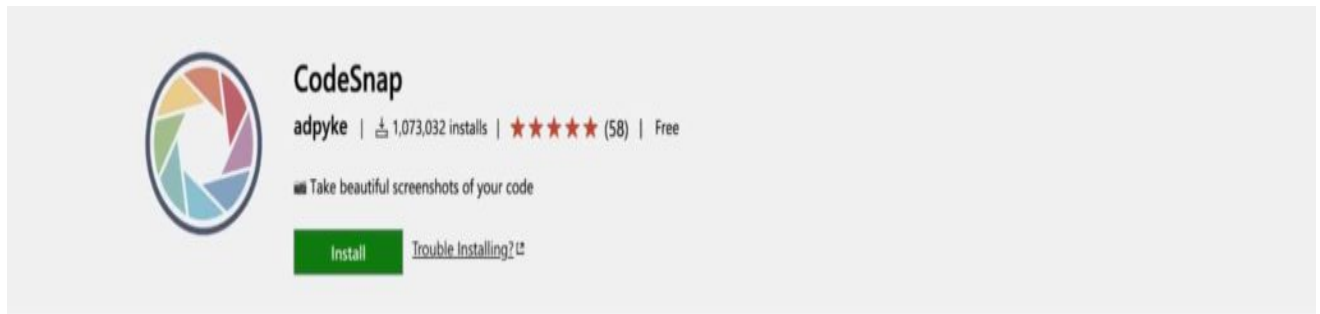 CodeSnap
adpyke | 1,073,032 installs | ★★★★★ (58) | Free
📷 Take beautiful screenshots of your code
Install Trouble Installing?